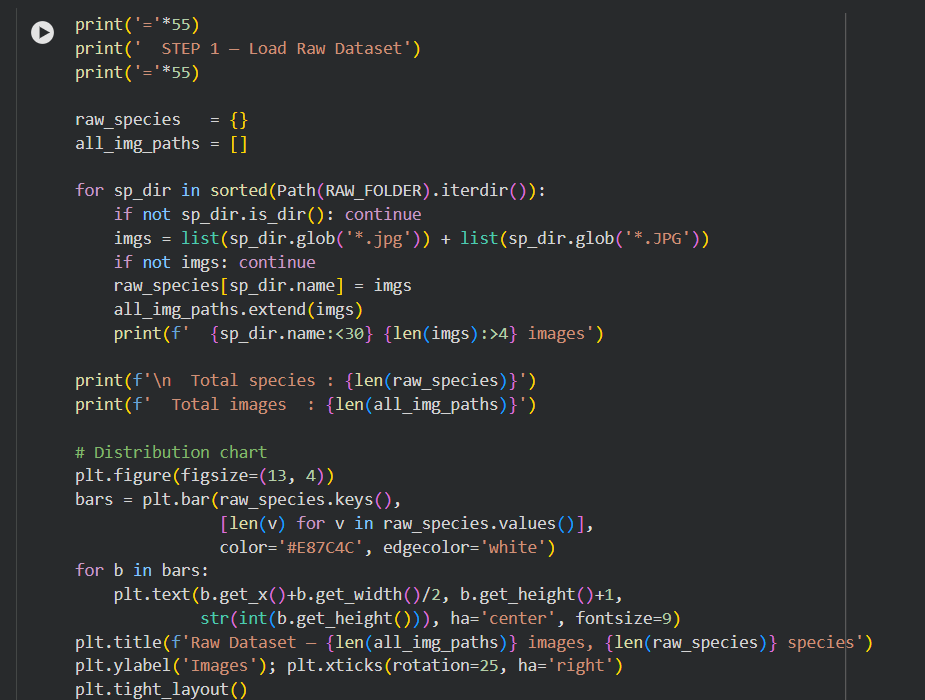 print('='*55)
print('  STEP 1 — Load Raw Dataset')
print('='*55)

raw_species   = {}
all_img_paths = []

for sp_dir in sorted(Path(RAW_FOLDER).iterdir()):
    if not sp_dir.is_dir(): continue
    imgs = list(sp_dir.glob('*.jpg')) + list(sp_dir.glob('*.JPG'))
    if not imgs: continue
    raw_species[sp_dir.name] = imgs
    all_img_paths.extend(imgs)
    print(f'  {sp_dir.name:<30} {len(imgs):>4} images')

print(f'\n  Total species : {len(raw_species)}')
print(f'  Total images  : {len(all_img_paths)}')

# Distribution chart
plt.figure(figsize=(13, 4))
bars = plt.bar(raw_species.keys(),
               [len(v) for v in raw_species.values()],
               color='#E87C4C', edgecolor='white')
for b in bars:
    plt.text(b.get_x()+b.get_width()/2, b.get_height()+1,
             str(int(b.get_height())), ha='center', fontsize=9)
plt.title(f'Raw Dataset — {len(all_img_paths)} images, {len(raw_species)} species')
plt.ylabel('Images'); plt.xticks(rotation=25, ha='right')
plt.tight_layout()